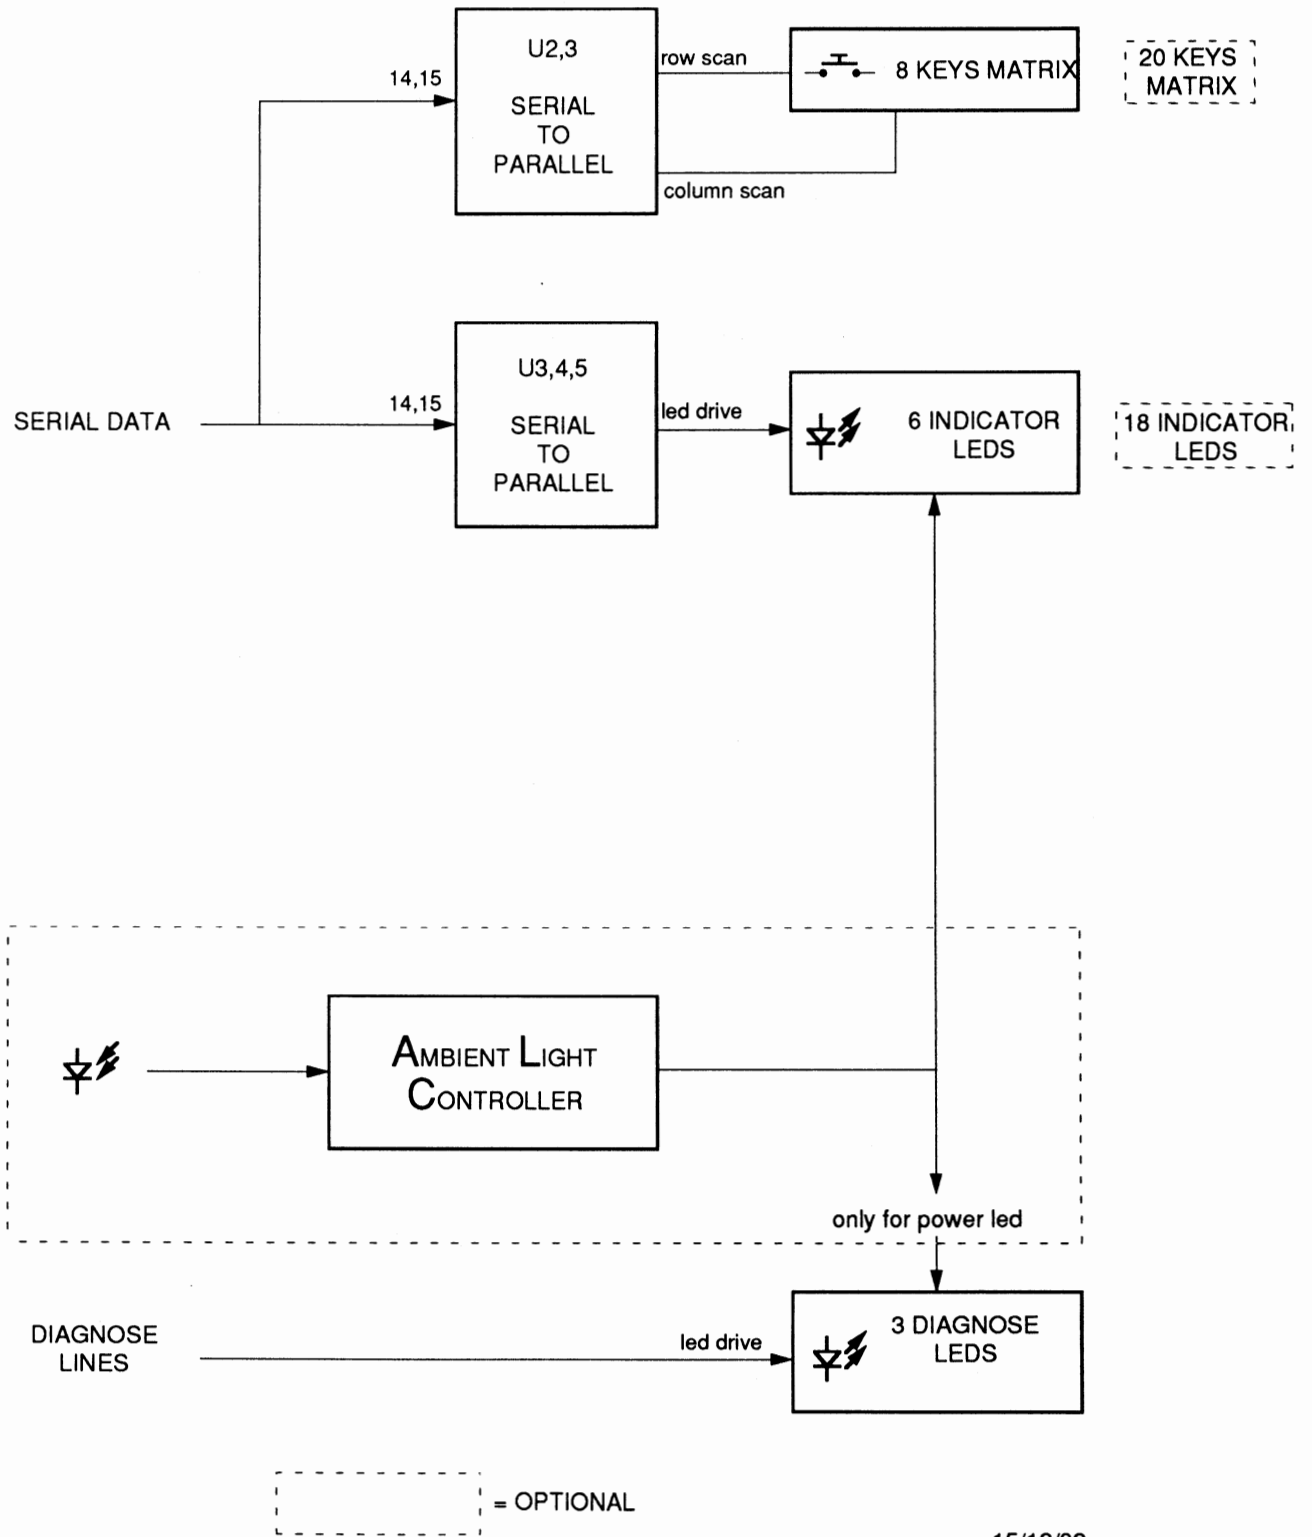 U2,3
SERIAL
TO
PARALLEL
14,15
row scan
column scan
8 KEYS MATRIX
20 KEYS
MATRIX
SERIAL DATA
14,15
U3,4,5
SERIAL
TO
PARALLEL
led drive
6 INDICATOR
LEDS
18 INDICATOR
LEDS
AMBIENT LIGHT
CONTROLLER
only for power led
DIAGNOSE
LINES
led drive
3 DIAGNOSE
LEDS
= OPTIONAL